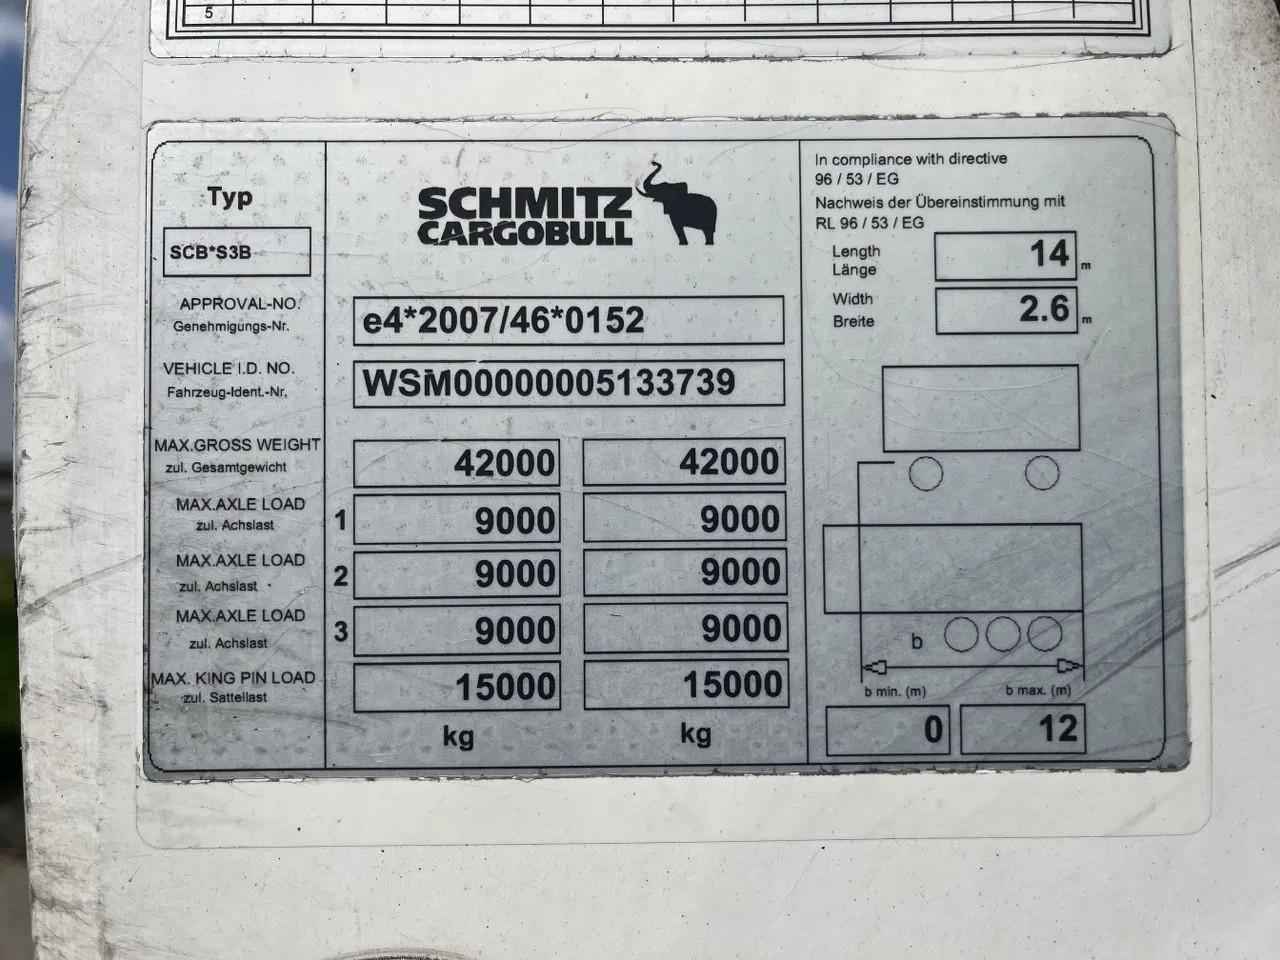 5
Typ
SCB*S3B
SCHMITZ
CARGOBULL
APPROVAL-NO.
Genehmigungs-Nr.
e4*2007/46*0152
VEHICLE I.D. NO.
Fahrzeug-Ident.-Nr.
WSM00000005133739
MAX.GROSS WEIGHT
zul. Gesamtgewicht
42000 42000
MAX.AXLE LOAD
zul. Achslast
1 9000 9000
MAX.AXLE LOAD
zul. Achslast
2 9000 9000
MAX.AXLE LOAD
zul. Achslast
3 9000 9000
MAX. KING PIN LOAD
zul. Sattellast
15000 15000
kg kg
In compliance with directive
96 / 53 / EG
Nachweis der Übereinstimmung mit
RL 96 / 53 / EG
Length
Länge
14 m
Width
Breite
2.6 m
b
b min. (m) b max. (m)
0 12